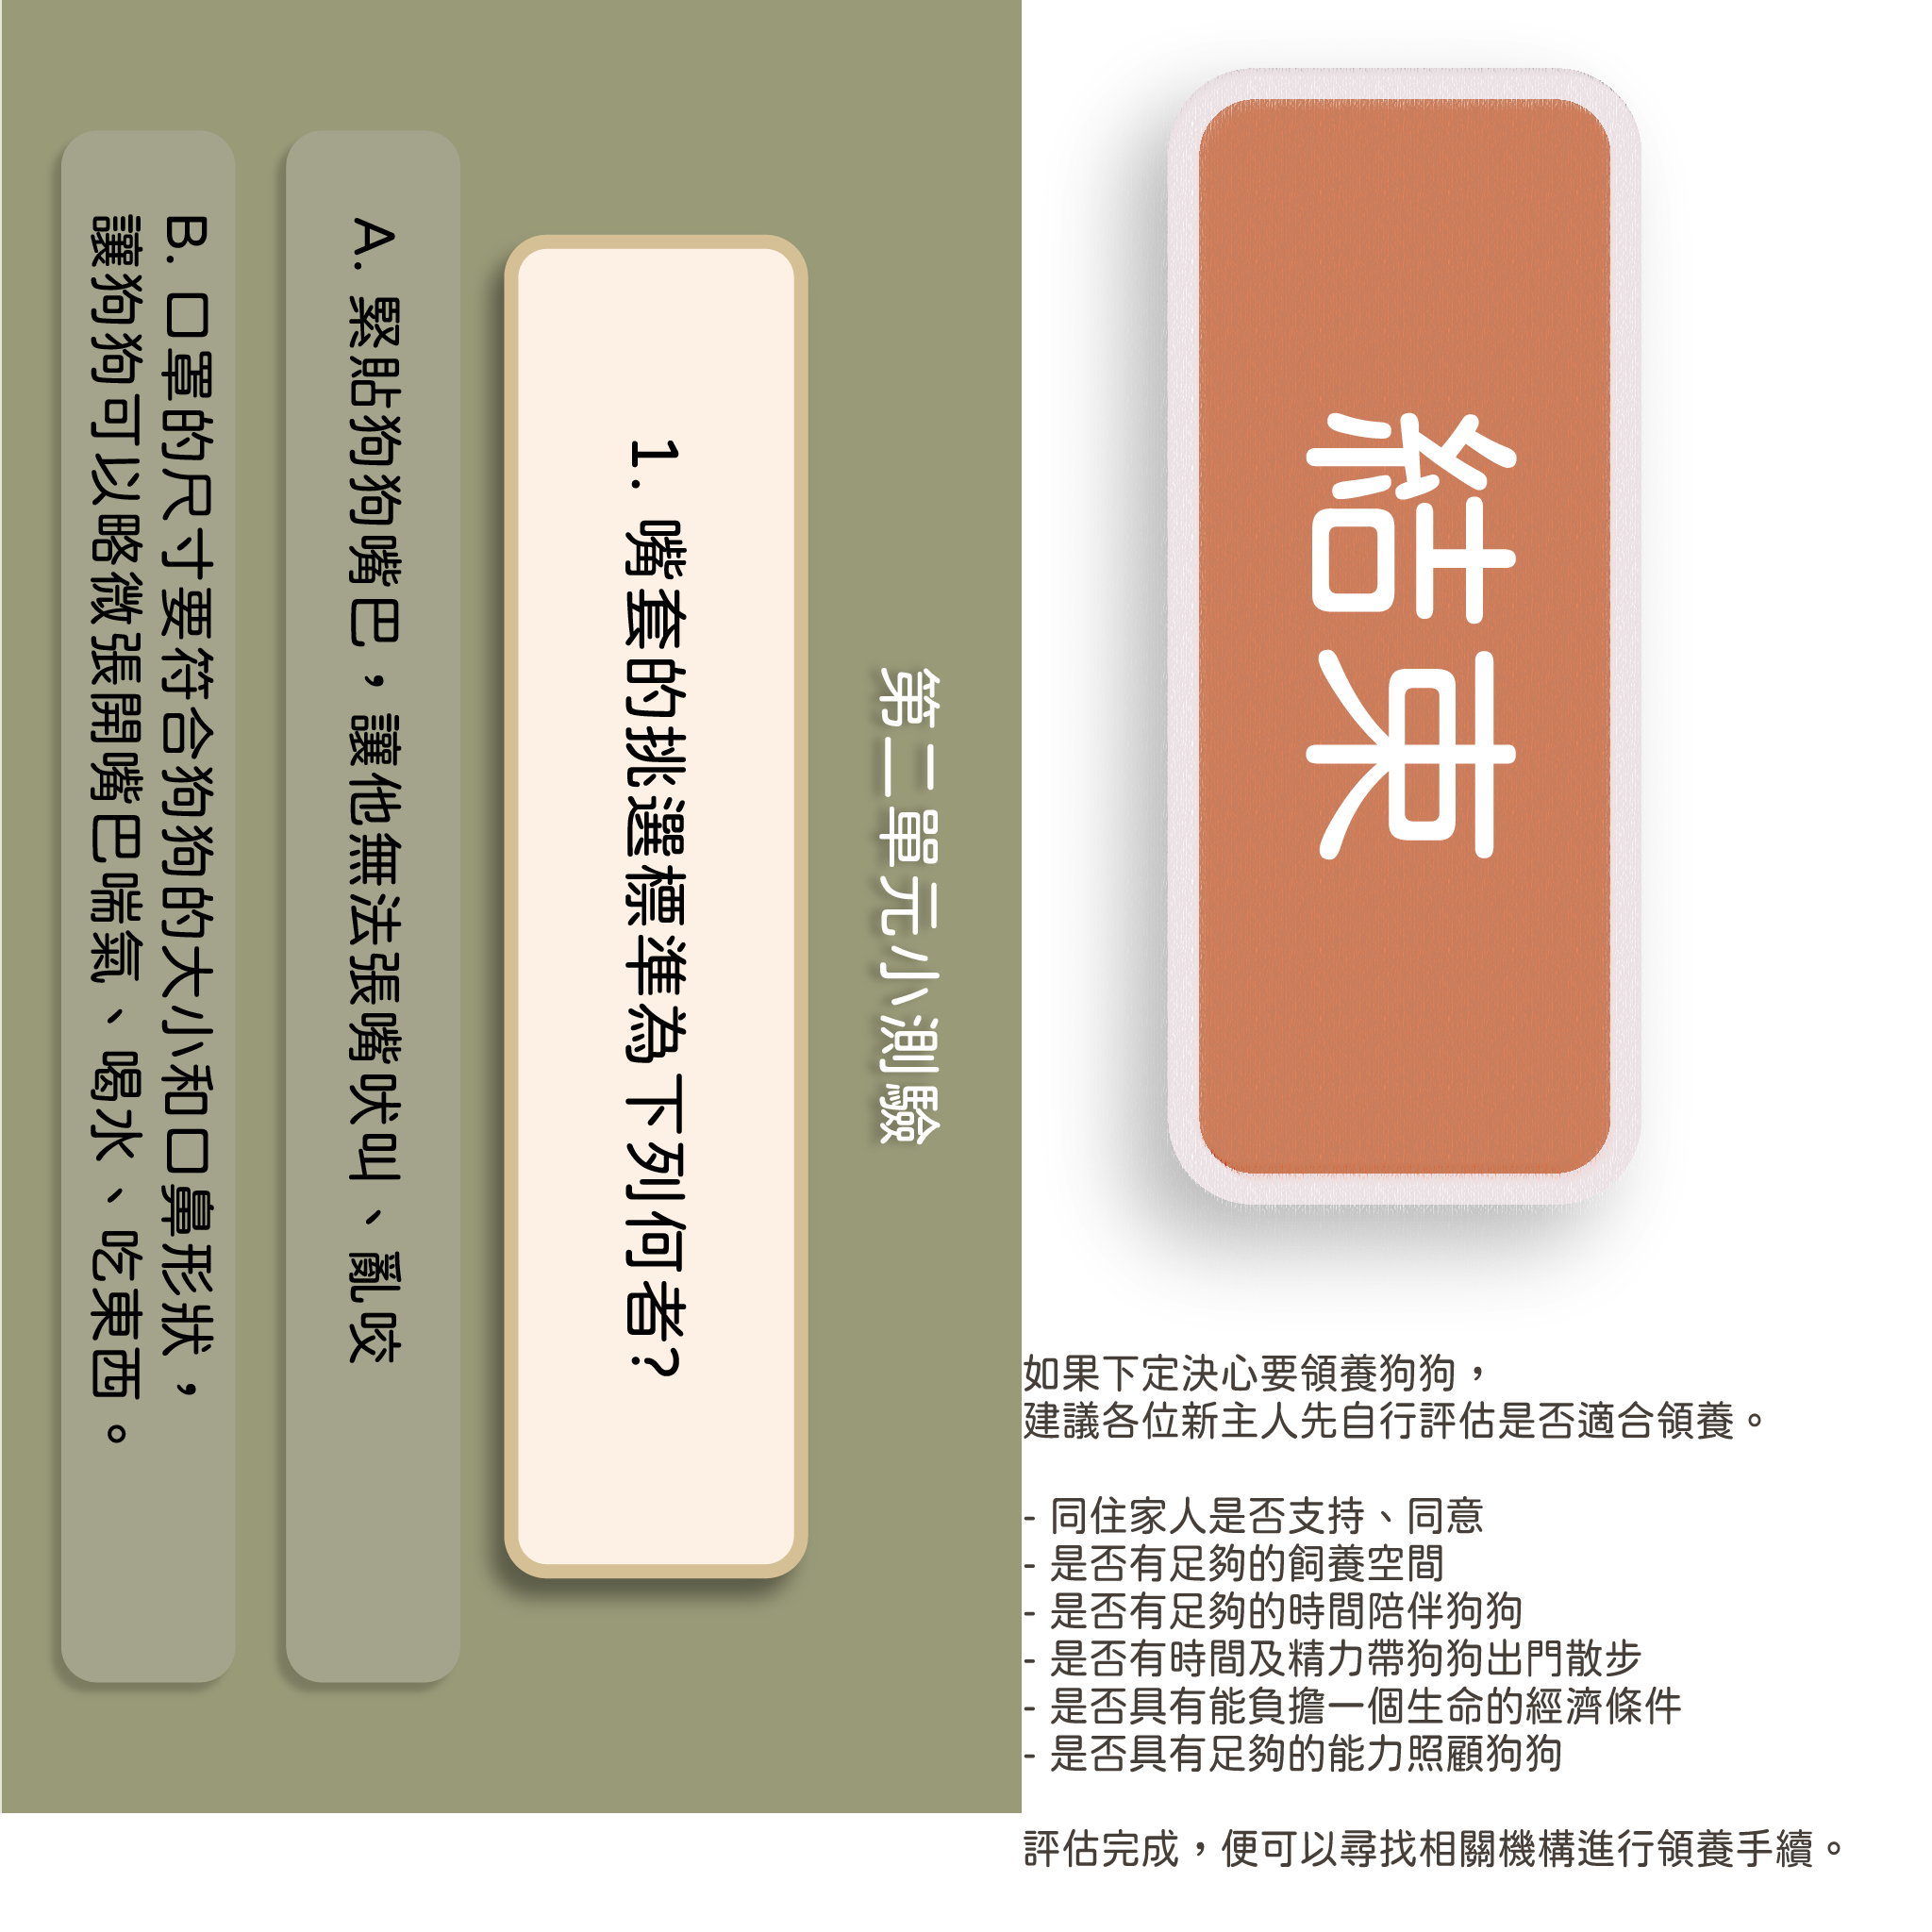 第二單元小測驗
1. 嘴套的挑選標準為下列何者?
A. 緊貼狗狗嘴巴，讓他無法張嘴吠叫、亂咬
B. 口罩的尺寸要符合狗狗的大小和口鼻形狀，
讓狗狗可以略微張開嘴巴喘氣、喝水、吃東西。
結束
如果下定決心要領養狗狗，
建議各位新主人先自行評估是否適合領養。
- 同住家人是否支持、同意
- 是否有足夠的飼養空間
- 是否有足夠的時間陪伴狗狗
- 是否有時間及精力帶狗狗出門散步
- 是否具有能負擔一個生命的經濟條件
- 是否具有足夠的能力照顧狗狗
評估完成，便可以尋找相關機構進行領養手續。